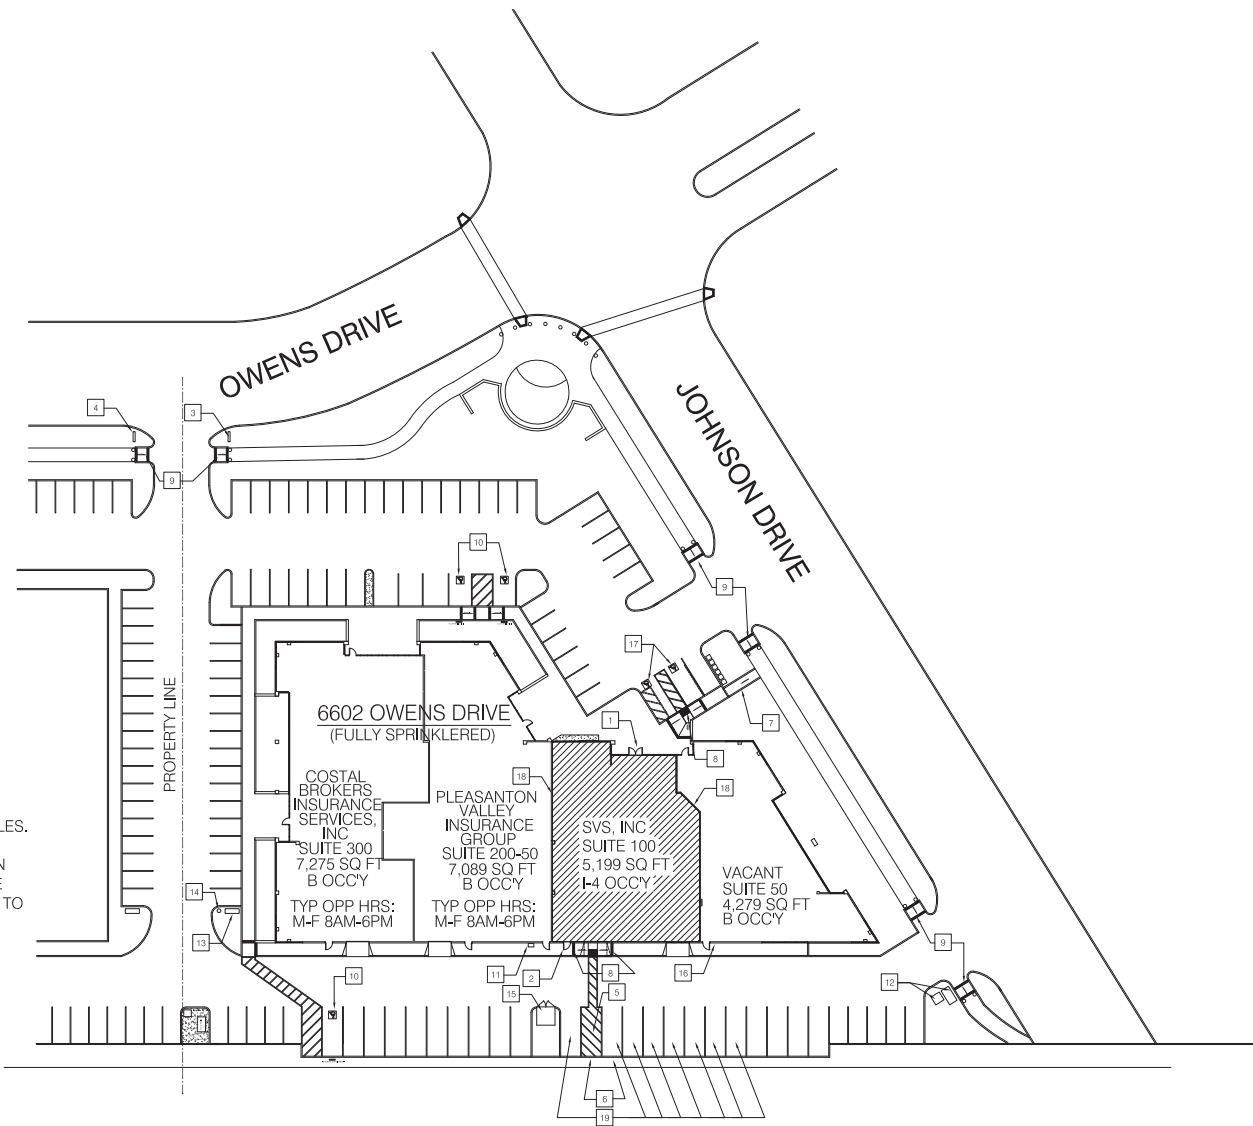 OWENS DRIVE
JOHNSON DRIVE
4
3
9
10
9
17
1
7
8
PROPERTY LINE
6602 OWENS DRIVE
(FULLY SPRINKLERED)
18
18
COSTAL
BROKERS
INSURANCE
SERVICES,
INC
SUITE 300
7,275 SQ FT
B OCC'Y
TYP OPP HRS:
M-F 8AM-6PM
PLEASANTON
VALLEY
INSURANCE
GROUP
SUITE 200-50
7,089 SQ FT
B OCC'Y
TYP OPP HRS:
M-F 8AM-6PM
SVS, INC
SUITE 100
5,199 SQ FT
I-4 OCC'Y
VACANT
SUITE 50
4,279 SQ FT
B OCC'Y
LES.
N
E
TO
14
13
10
11
2
8
16
9
12
15
5
6
19